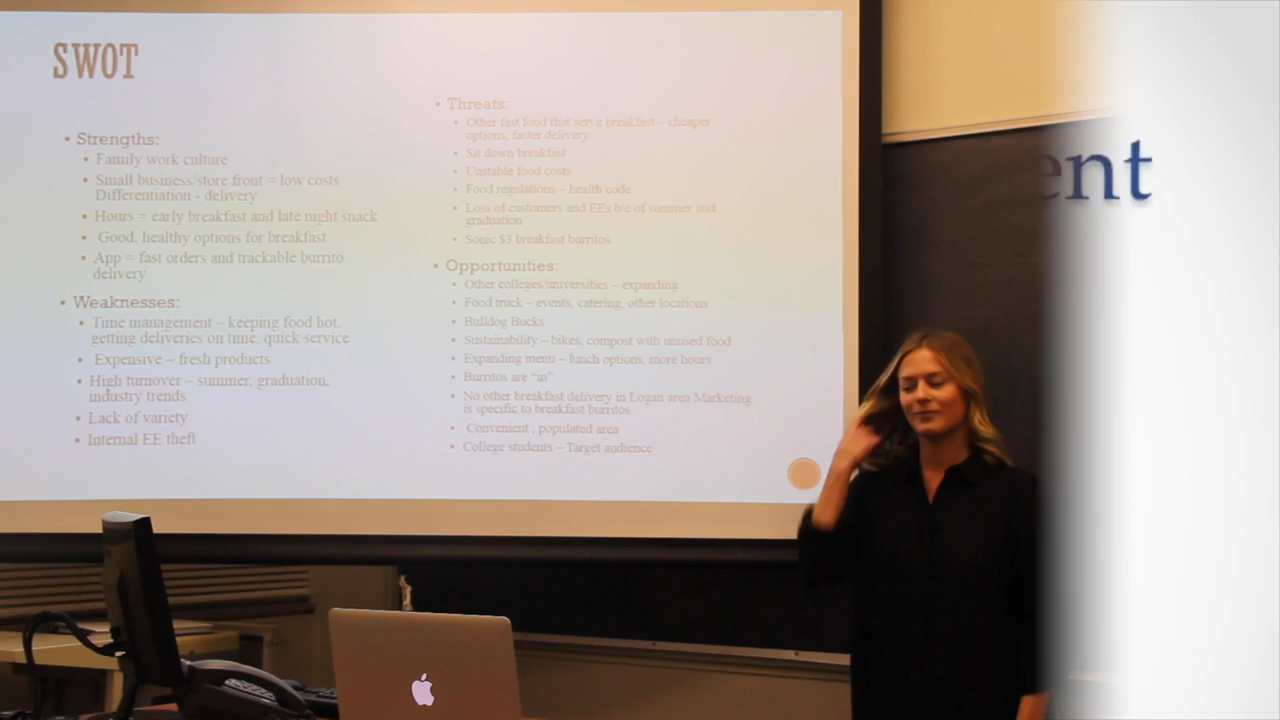 SWOT
▪ Strengths:
▪ Family work culture
▪ Small business/store front = low costs
Differentiation - delivery
▪ Hours = early breakfast and late night snack
▪ Good, healthy options for breakfast
▪ App = fast orders and trackable burrito
delivery
▪ Weaknesses:
▪ Time management – keeping food hot,
getting deliveries on time, quick service
▪ Expensive – fresh products
▪ High turnover – summer, graduation,
industry trends
▪ Lack of variety
▪ Internal EE theft
▪ Threats:
▪ Other fast food that serve breakfast – cheaper
options, faster delivery
▪ Sit down breakfast
▪ Unstable food costs
▪ Food regulations – health code
▪ Loss of customers and EEs b/c of summer and
graduation
▪ Sonic $3 breakfast burritos
▪ Opportunities:
▪ Other colleges/universities – expanding
▪ Food truck – events, catering, other locations
▪ Bulldog Bucks
▪ Sustainability – bikes, compost with unused food
▪ Expanding menu – lunch options, more hours
▪ Burritos are “in”
▪ No other breakfast delivery in Logan area Marketing
is specific to breakfast burritos
▪ Convenient , populated area
▪ College students – Target audience
ent